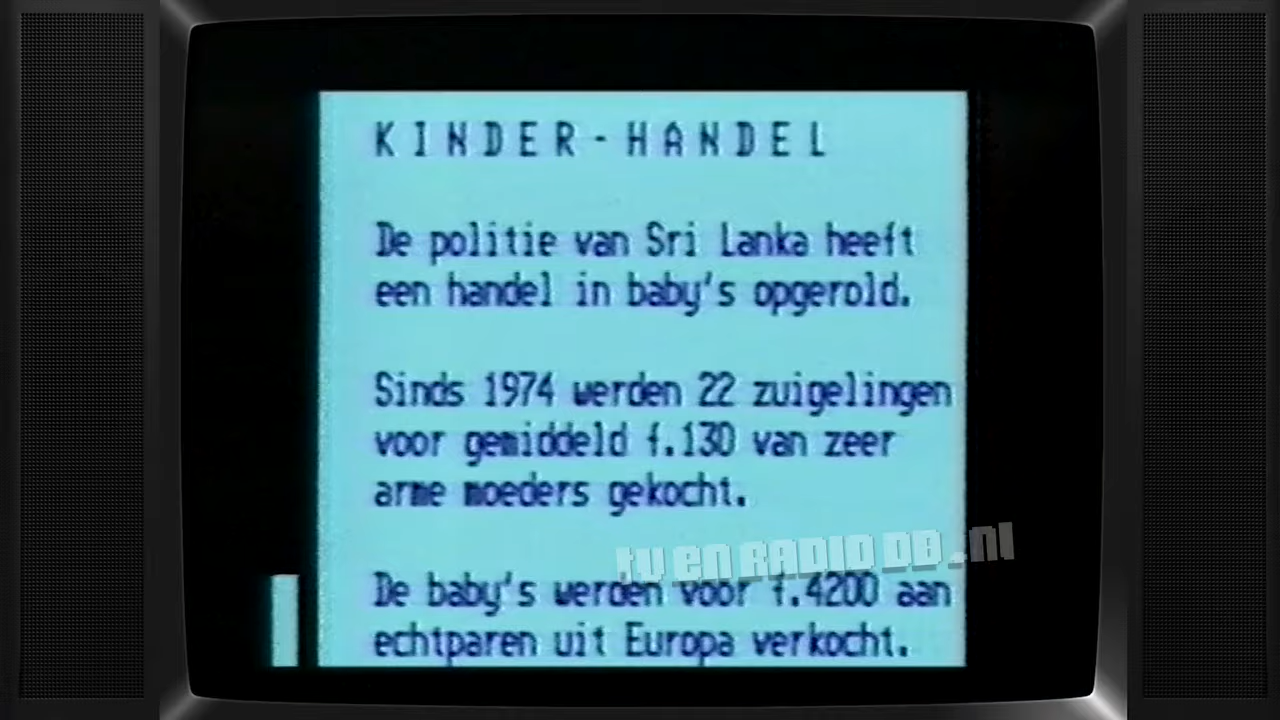 KINDER-HANDEL
De politie van Sri Lanka heeft
een handel in baby's opgerold.
Sinds 1974 werden 22 zuigelingen
voor gemiddeld f.130 van zeer
arme moeders gekocht.
tv en RADIO DB.nl
De baby's werden voor f.4200 aan
echtparen uit Europa verkocht.